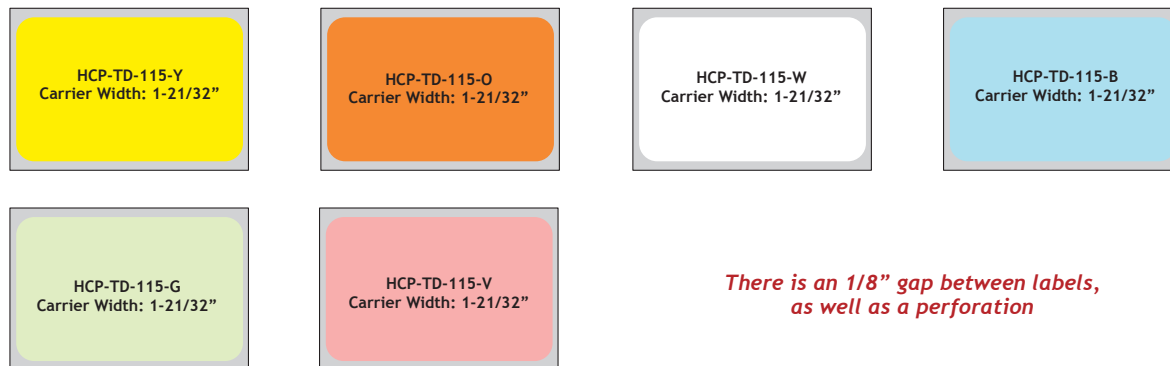 HCP-TD-115-Y
Carrier Width: 1-21/32”
HCP-TD-115-O
Carrier Width: 1-21/32”
HCP-TD-115-W
Carrier Width: 1-21/32”
HCP-TD-115-B
Carrier Width: 1-21/32”
HCP-TD-115-G
Carrier Width: 1-21/32”
HCP-TD-115-V
Carrier Width: 1-21/32”
There is an 1/8” gap between labels,
as well as a perforation